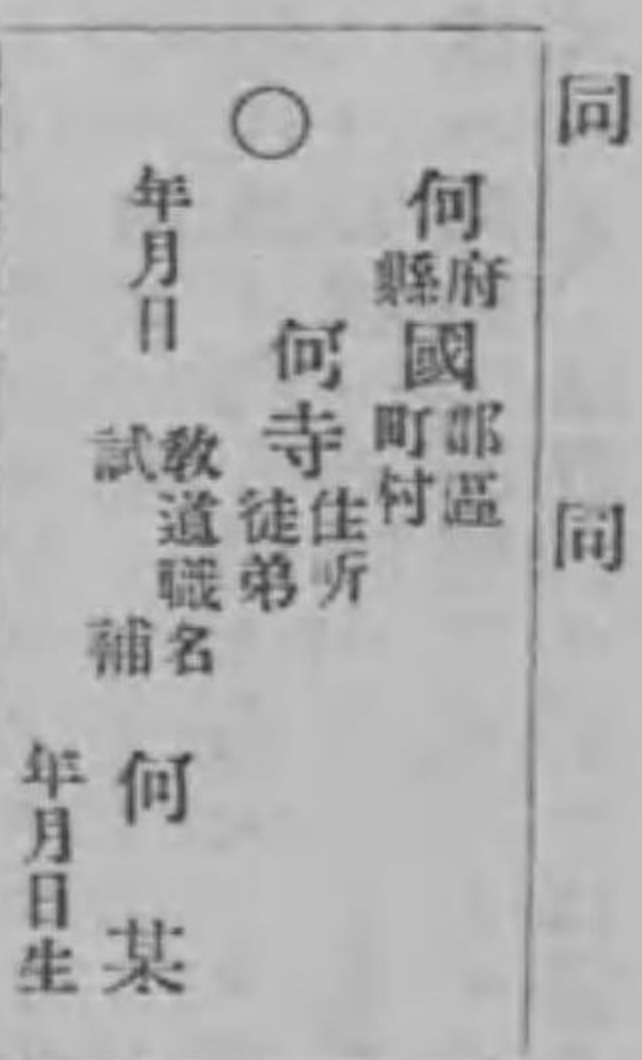 同　同
何府縣國郡區町村
何寺住所徒弟
○
年月日　教道職名試補　何某
年月日生